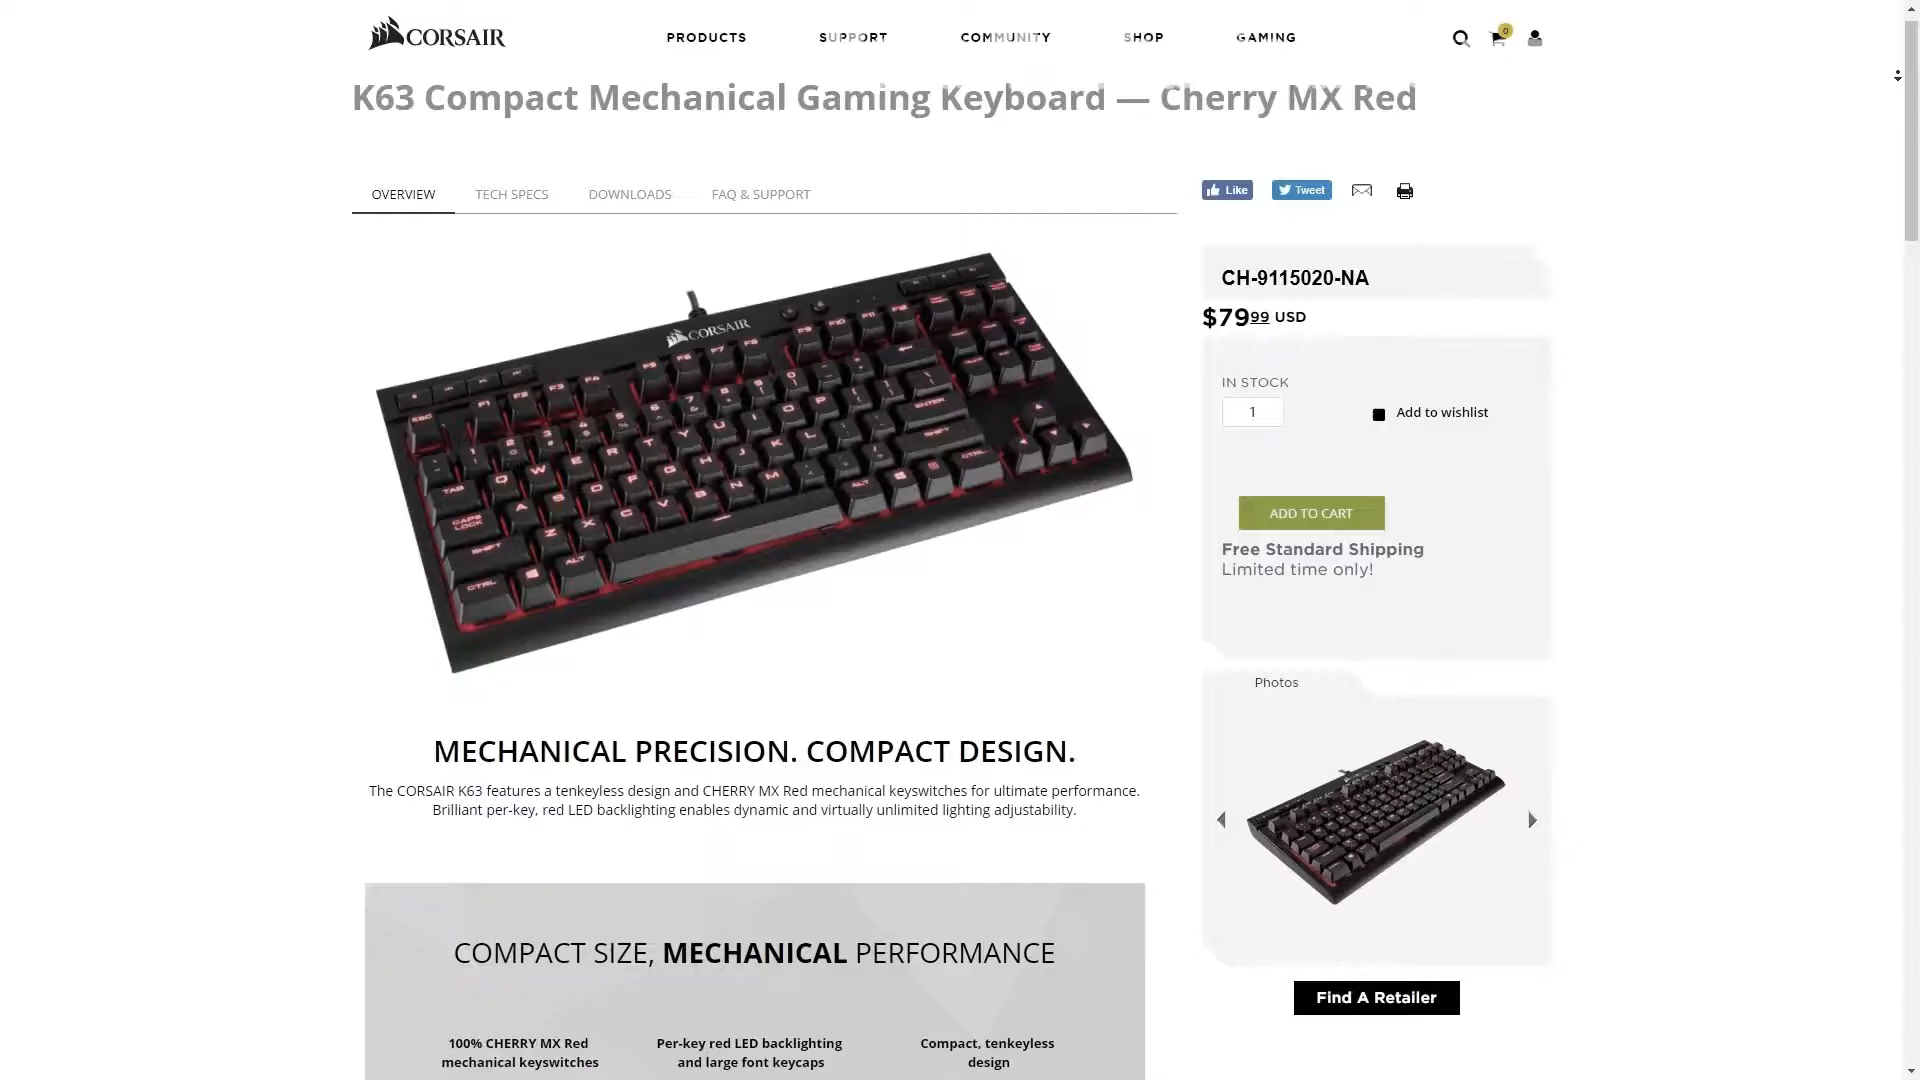 CORSAIR
PRODUCTS
SUPPORT
COMMUNITY
SHOP
GAMING
0
K63 Compact Mechanical Gaming Keyboard — Cherry MX Red
OVERVIEW
TECH SPECS
DOWNLOADS
FAQ & SUPPORT
Like
Tweet
CORSAIR
CH-9115020-NA
$7999 USD
IN STOCK
1
Add to wishlist
ADD TO CART
Free Standard Shipping
Limited time only!
Photos
MECHANICAL PRECISION. COMPACT DESIGN.
The CORSAIR K63 features a tenkeyless design and CHERRY MX Red mechanical keyswitches for ultimate performance.
Brilliant per-key, red LED backlighting enables dynamic and virtually unlimited lighting adjustability.
COMPACT SIZE, MECHANICAL PERFORMANCE
100% CHERRY MX Red
mechanical keyswitches
Per-key red LED backlighting
and large font keycaps
Compact, tenkeyless
design
Find A Retailer